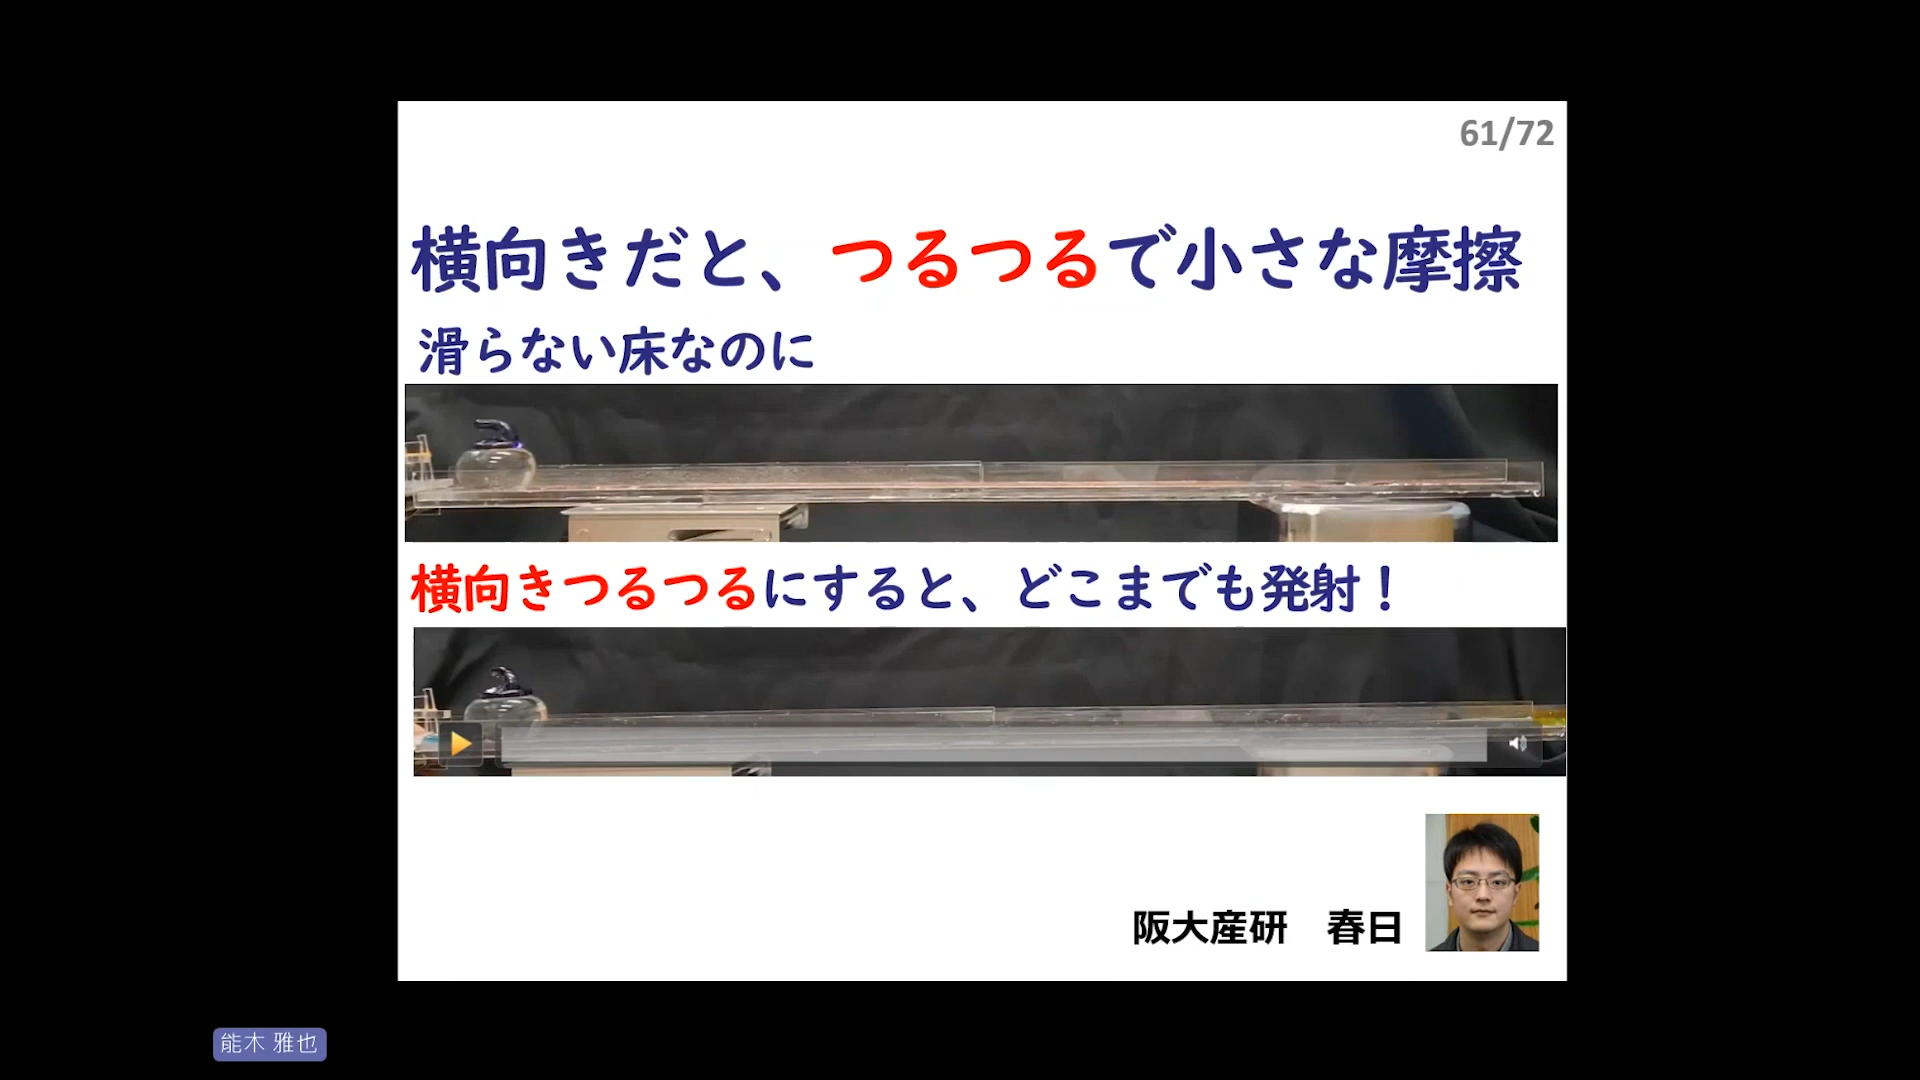 61/72
横向きだと、つるつるで小さな摩擦
滑らない床なのに
横向きつるつるにすると、どこまでも発射！
阪大産研　春日
能木 雅也